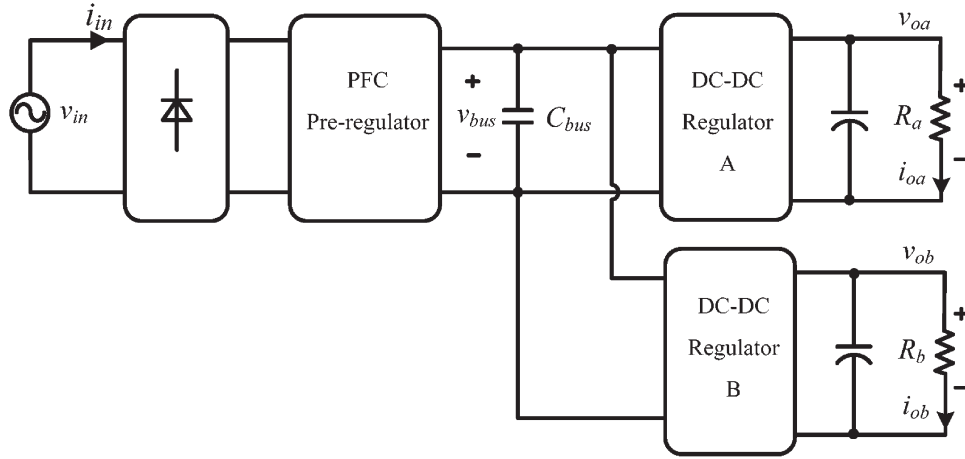 i_in
v_in
PFC
Pre-regulator
+
v_bus
-
C_bus
DC-DC
Regulator
A
v_oa
+
R_a
-
i_oa
DC-DC
Regulator
B
v_ob
+
R_b
-
i_ob